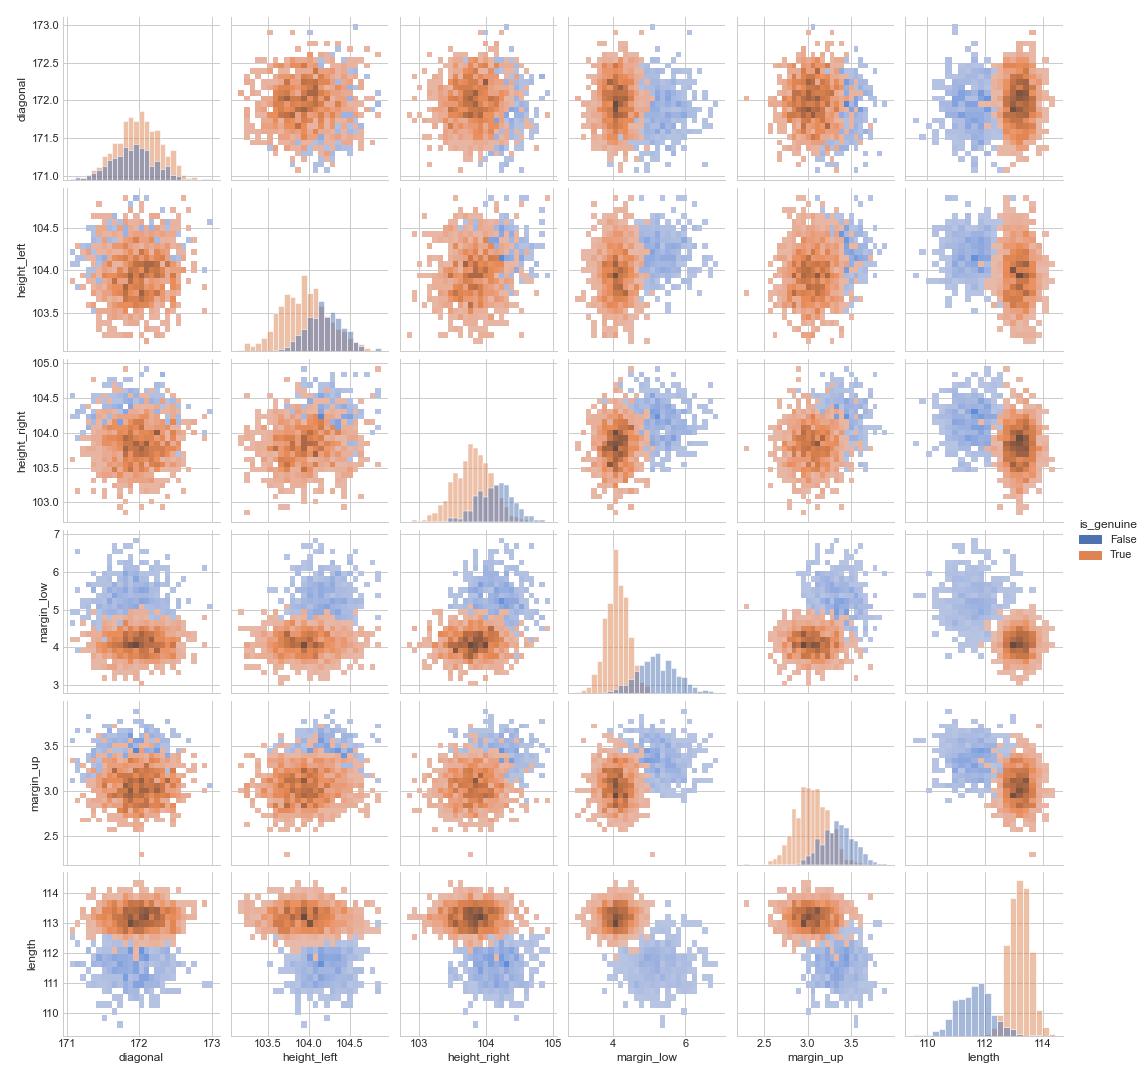 173.0
172.5
172.0
171.5
171.0
diagonal
104.5
104.0
103.5
height_left
105.0
104.5
104.0
103.5
103.0
height_right
is_genuine
False
True
7
6
5
4
3
margin_low
3.5
3.0
2.5
margin_up
114
113
112
111
110
length
171 172 173 103.5 104.0 104.5 103 104 105 4 6 2.5 3.0 3.5 110 112 114
diagonal height_left height_right margin_low margin_up length